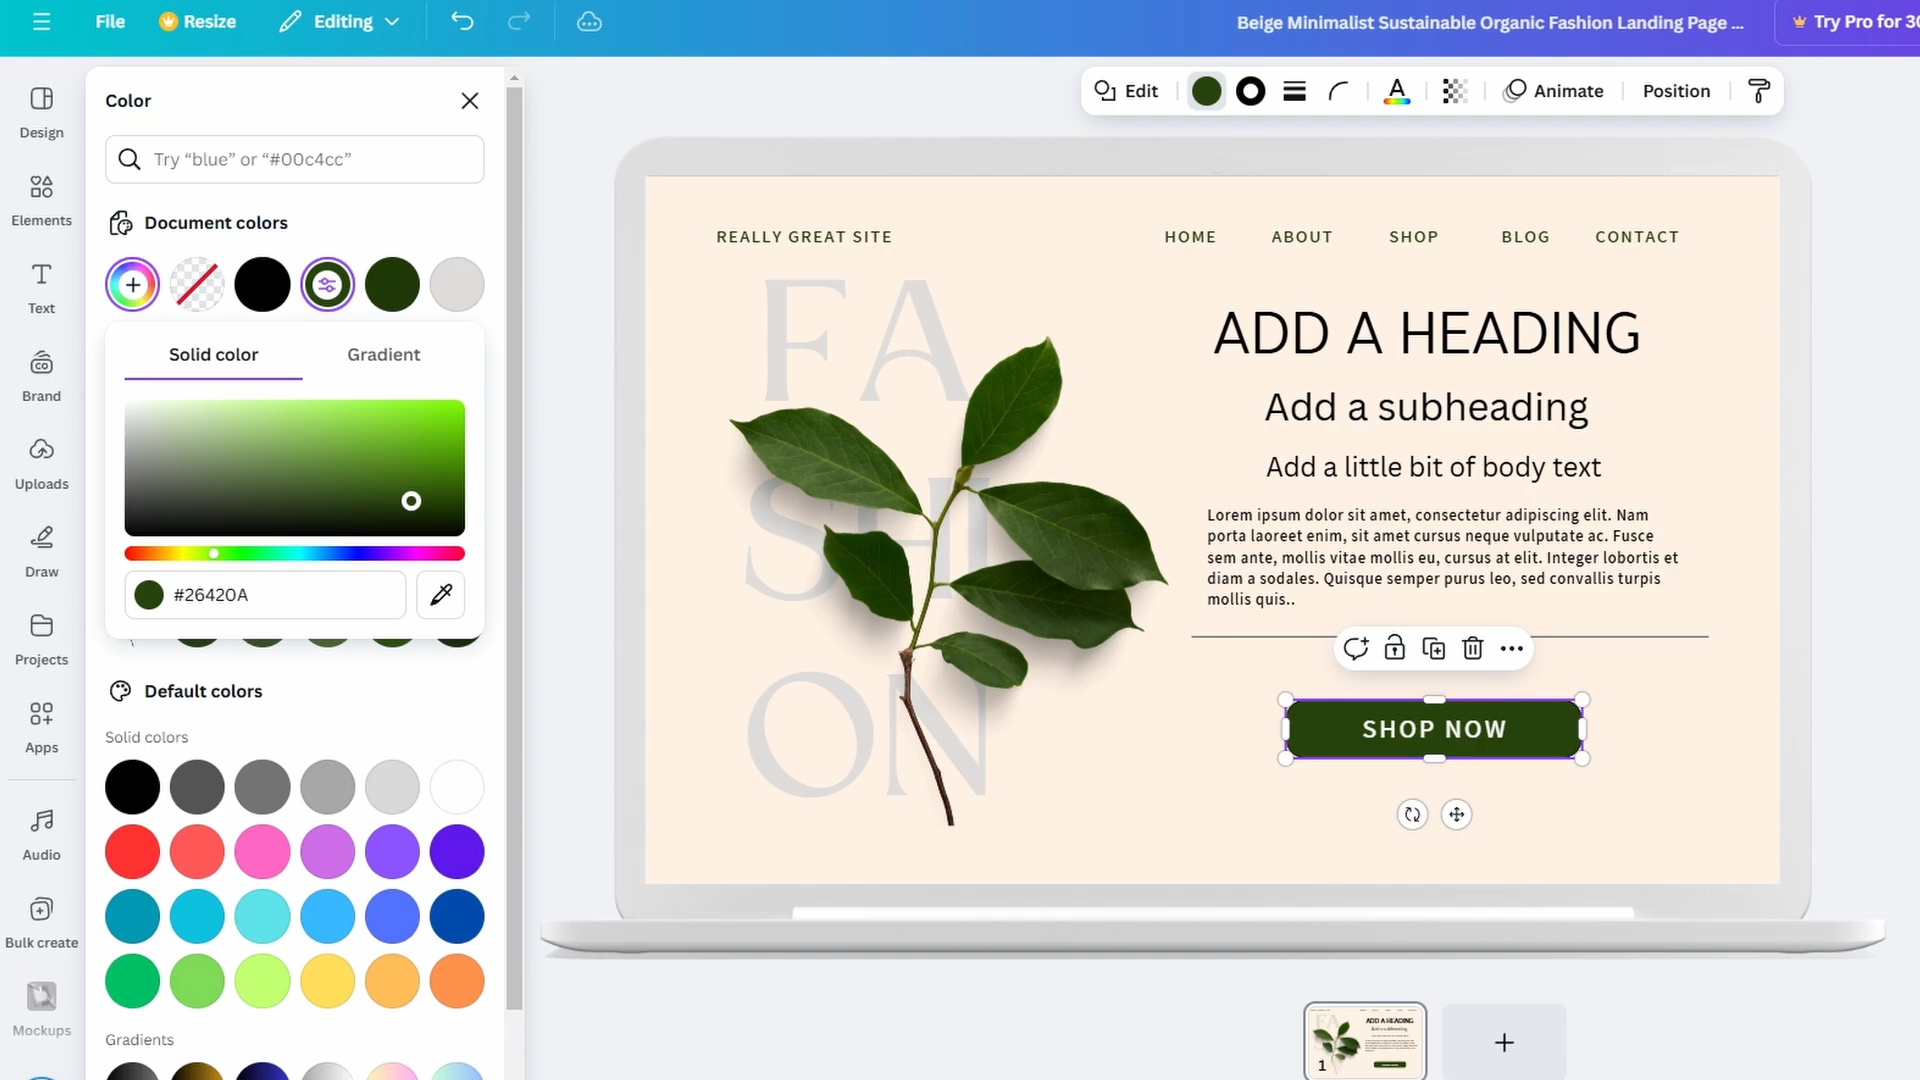 File
Resize
Editing
Beige Minimalist Sustainable Organic Fashion Landing Page ...
Try Pro for 30
Design
Elements
Text
Brand
Uploads
Draw
Projects
Apps
Audio
Bulk create
Mockups
Color
Try “blue” or “#00c4cc”
Document colors
Solid color
Gradient
#26420A
Default colors
Solid colors
Gradients
Edit
Animate
Position
REALLY GREAT SITE
HOME ABOUT SHOP BLOG CONTACT
FA
SHI
ON
ADD A HEADING
Add a subheading
Add a little bit of body text
Lorem ipsum dolor sit amet, consectetur adipiscing elit. Nam
porta laoreet enim, sit amet cursus neque vulputate ac. Fusce
sem ante, mollis vitae mollis eu, cursus at elit. Integer lobortis et
diam a sodales. Quisque semper purus leo, sed convallis turpis
mollis quis..
SHOP NOW
ADD A HEADING
1